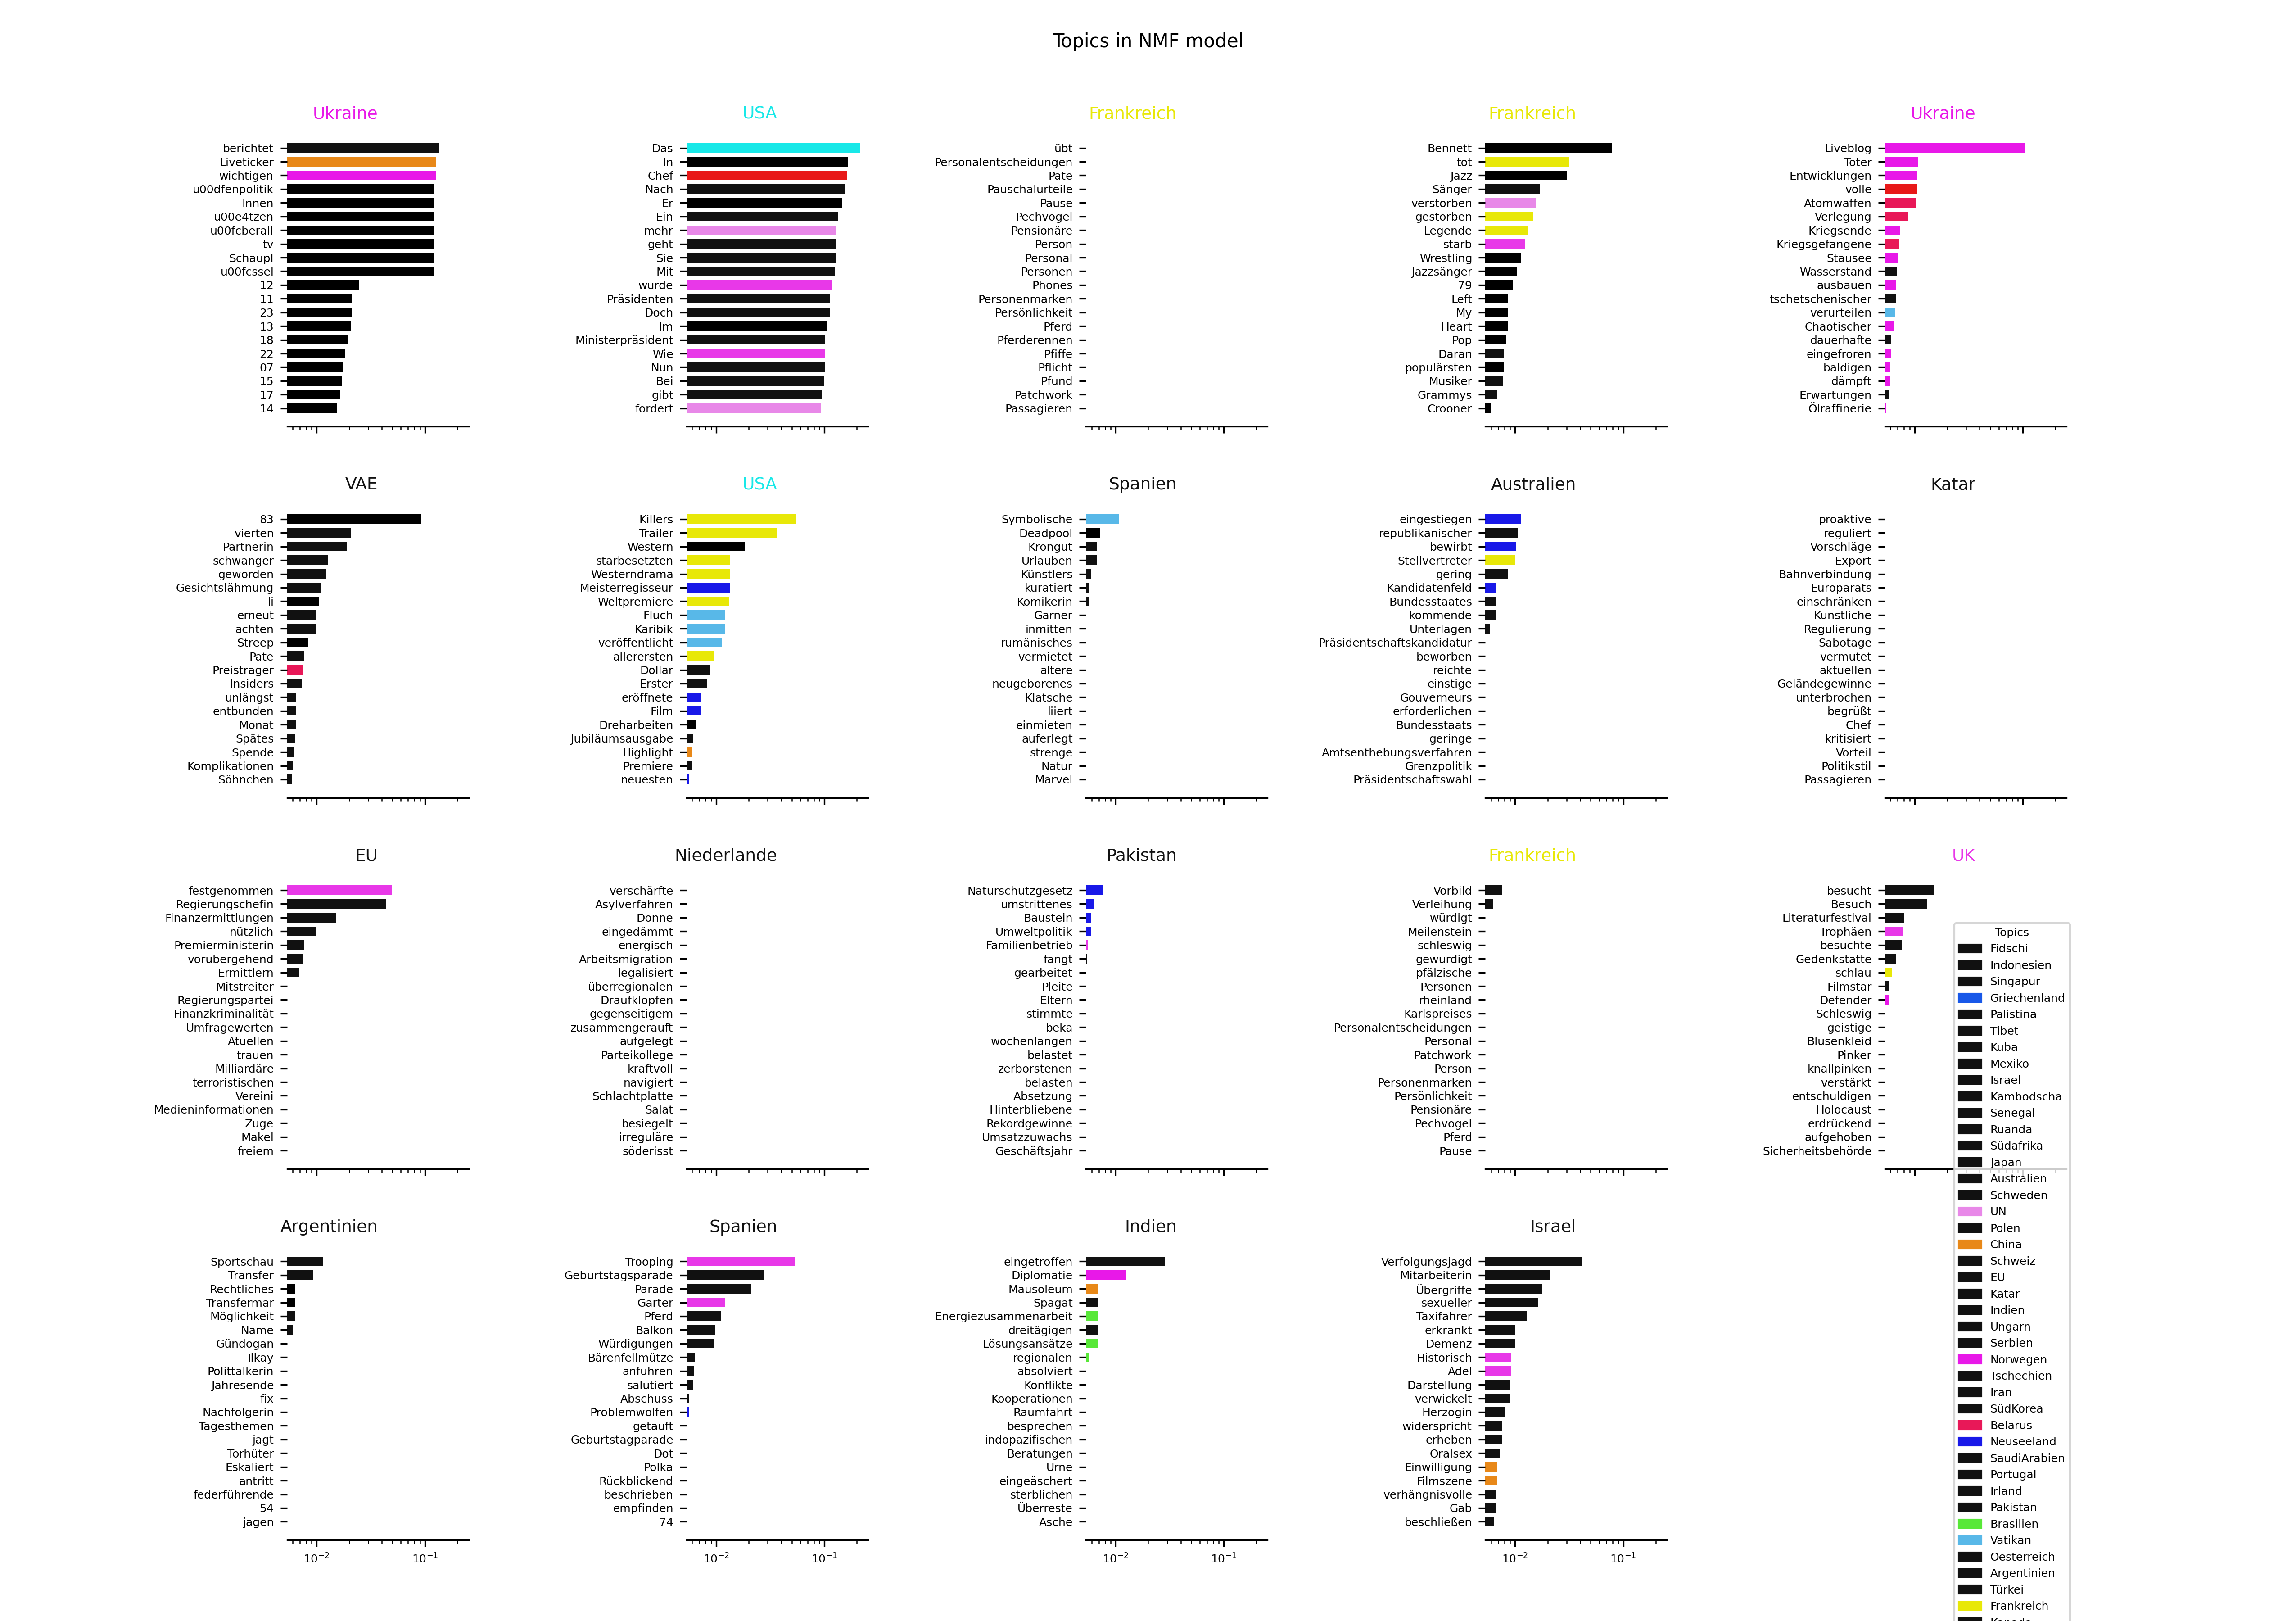 Topics in NMF model
Ukraine
berichtet
Liveticker
wichtigen
u00dfenpolitik
Innen
u00e4tzen
u00fcberall
tv
Schaupl
u00fcssel
12
11
23
13
18
22
07
15
17
14
USA
Das
In
Chef
Nach
Er
Ein
mehr
geht
Sie
Mit
wurde
Präsidenten
Doch
Im
Ministerpräsident
Wie
Nun
Bei
gibt
fordert
Frankreich
übt
Personalentscheidungen
Pate
Pauschalurteile
Pause
Pechvogel
Pensionäre
Person
Personal
Personen
Phones
Personenmarken
Persönlichkeit
Pferd
Pferderennen
Pfiffe
Pflicht
Pfund
Patchwork
Passagieren
Frankreich
Bennett
tot
Jazz
Sänger
verstorben
gestorben
Legende
starb
Wrestling
Jazzsänger
79
Left
My
Heart
Pop
Daran
populärsten
Musiker
Grammys
Crooner
Ukraine
Liveblog
Toter
Entwicklungen
volle
Atomwaffen
Verlegung
Kriegsende
Kriegsgefangene
Stausee
Wasserstand
ausbauen
tschetschenischer
verurteilen
Chaotischer
dauerhafte
eingefroren
baldigen
dämpft
Erwartungen
Ölraffinerie
VAE
83
vierten
Partnerin
schwanger
geworden
Gesichtslähmung
li
erneut
achten
Streep
Pate
Preisträger
Insiders
unlängst
entbunden
Monat
Spätes
Spende
Komplikationen
Söhnchen
USA
Killers
Trailer
Western
starbesetzten
Westerndrama
Meisterregisseur
Weltpremiere
Fluch
Karibik
veröffentlicht
allerersten
Dollar
Erster
eröffnete
Film
Dreharbeiten
Jubiläumsausgabe
Highlight
Premiere
neuesten
Spanien
Symbolische
Deadpool
Krongut
Urlauben
Künstlers
kuratiert
Komikerin
Garner
inmitten
rumänisches
vermietet
ältere
neugeborenes
Klatsche
liiert
einmieten
auferlegt
strenge
Natur
Marvel
Australien
eingestiegen
republikanischer
bewirbt
Stellvertreter
gering
Kandidatenfeld
Bundesstaates
kommende
Unterlagen
Präsidentschaftskandidatur
beworben
reichte
einstige
Gouverneurs
erforderlichen
Bundesstaats
geringe
Amtsenthebungsverfahren
Grenzpolitik
Präsidentschaftswahl
Katar
proaktive
reguliert
Vorschläge
Export
Bahnverbindung
Europarats
einschränken
Künstliche
Regulierung
Sabotage
vermutet
aktuellen
Geländegewinne
unterbrochen
begrüßt
Chef
kritisiert
Vorteil
Politikstil
Passagieren
EU
festgenommen
Regierungschefin
Finanzermittlungen
nützlich
Premierministerin
vorübergehend
Ermittlern
Mitstreiter
Regierungspartei
Finanzkriminalität
Umfragewerten
Atuellen
trauen
Milliardäre
terroristischen
Vereini
Medieninformationen
Zuge
Makel
freiem
Niederlande
verschärfte
Asylverfahren
Donne
eingedämmt
energisch
Arbeitsmigration
legalisiert
überregionalen
Draufklopfen
gegenseitigem
zusammengerauft
aufgelegt
Parteikollege
kraftvoll
navigiert
Schlachtplatte
Salat
besiegelt
irreguläre
söderisst
Pakistan
Naturschutzgesetz
umstrittenes
Baustein
Umweltpolitik
Familienbetrieb
fängt
gearbeitet
Pleite
Eltern
stimmte
beka
wochenlangen
belastet
zerborstenen
belasten
Absetzung
Hinterbliebene
Rekordgewinne
Umsatzzuwachs
Geschäftsjahr
Frankreich
Vorbild
Verleihung
würdigt
Meilenstein
schleswig
gewürdigt
pfälzische
Personen
rheinland
Karlspreises
Personalentscheidungen
Personal
Patchwork
Person
Personenmarken
Persönlichkeit
Pensionäre
Pechvogel
Pferd
Pause
UK
besucht
Besuch
Literaturfestival
Trophäen
besuchte
Gedenkstätte
schlau
Filmstar
Defender
Schleswig
geistige
Blusenkleid
Pinker
knallpinken
verstärkt
entschuldigen
Holocaust
erdrückend
aufgehoben
Sicherheitsbehörde
Argentinien
Sportschau
Transfer
Rechtliches
Transfermar
Möglichkeit
Name
Gündogan
Ilkay
Polittalkerin
Jahresende
fix
Nachfolgerin
Tagesthemen
jagt
Torhüter
Eskaliert
antritt
federführende
54
jagen
10⁻² 10⁻¹
Spanien
Trooping
Geburtstagsparade
Parade
Garter
Pferd
Balkon
Würdigungen
Bärenfellmütze
anführen
salutiert
Abschuss
Problemwölfen
getauft
Geburtstagparade
Dot
Polka
Rückblickend
beschrieben
empfinden
74
10⁻² 10⁻¹
Indien
eingetroffen
Diplomatie
Mausoleum
Spagat
Energiezusammenarbeit
dreitägigen
Lösungsansätze
regionalen
absolviert
Konflikte
Kooperationen
Raumfahrt
besprechen
indopazifischen
Beratungen
Urne
eingeäschert
sterblichen
Überreste
Asche
10⁻² 10⁻¹
Israel
Verfolgungsjagd
Mitarbeiterin
Übergriffe
sexueller
Taxifahrer
erkrankt
Demenz
Historisch
Adel
Darstellung
verwickelt
Herzogin
widerspricht
erheben
Oralsex
Einwilligung
Filmszene
verhängnisvolle
Gab
beschließen
10⁻² 10⁻¹
Topics
Fidschi
Indonesien
Singapur
Griechenland
Palistina
Tibet
Kuba
Mexiko
Israel
Kambodscha
Senegal
Ruanda
Südafrika
Japan
Australien
Schweden
UN
Polen
China
Schweiz
EU
Katar
Indien
Ungarn
Serbien
Norwegen
Tschechien
Iran
SüdKorea
Belarus
Neuseeland
SaudiArabien
Portugal
Irland
Pakistan
Brasilien
Vatikan
Oesterreich
Argentinien
Türkei
Frankreich